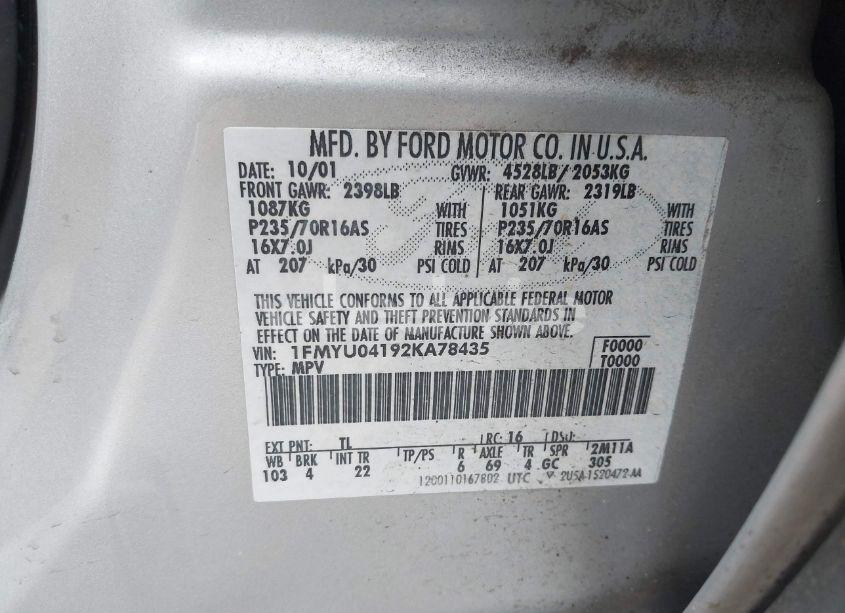 MFD. BY FORD MOTOR CO. IN U.S.A.
DATE: 10/01 GVWR: 4528LB/ 2053KG
FRONT GAWR: 2398LB REAR GAWR: 2319LB
1087KG WITH 1051KG WITH
P235/70R16AS TIRES P235/70R16AS TIRES
16X7.0J RIMS 16X7.0J RIMS
AT 207 kPa/30 PSI COLD AT 207 kPa/30 PSI COLD
THIS VEHICLE CONFORMS TO ALL APPLICABLE FEDERAL MOTOR
VEHICLE SAFETY AND THEFT PREVENTION STANDARDS IN
EFFECT ON THE DATE OF MANUFACTURE SHOWN ABOVE.
VIN: 1FMYU04192KA78435 F0000
TYPE: MPV T0000
EXT PNT: TL RC: 16 DSO:
WB BRK INT TR TP/PS R AXLE TR SPR 2M11A
103 4 22 6 69 4 GC 305
1200110167802 UTC 2U5A-1520472-AA